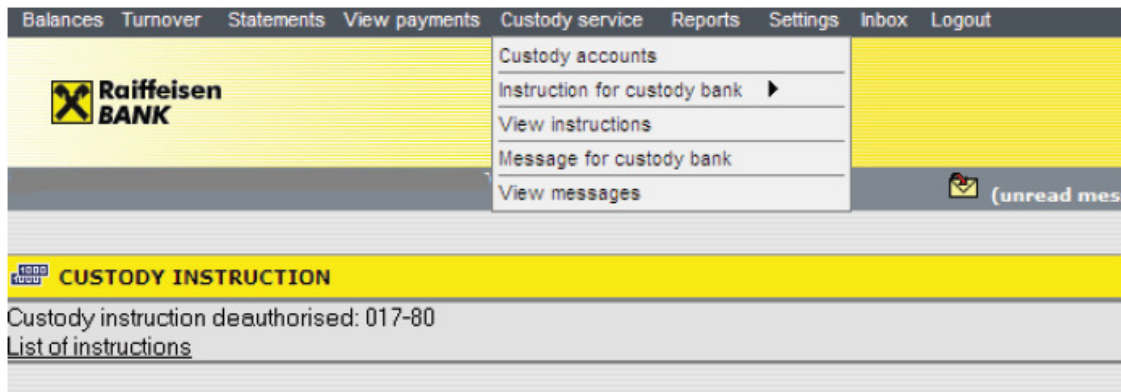 Balances Turnover Statements View payments Custody service Reports Settings Inbox Logout
Raiffeisen
BANK
Custody accounts
Instruction for custody bank
View instructions
Message for custody bank
View messages
(unread mes
CUSTODY INSTRUCTION
Custody instruction deauthorised: 017-80
List of instructions